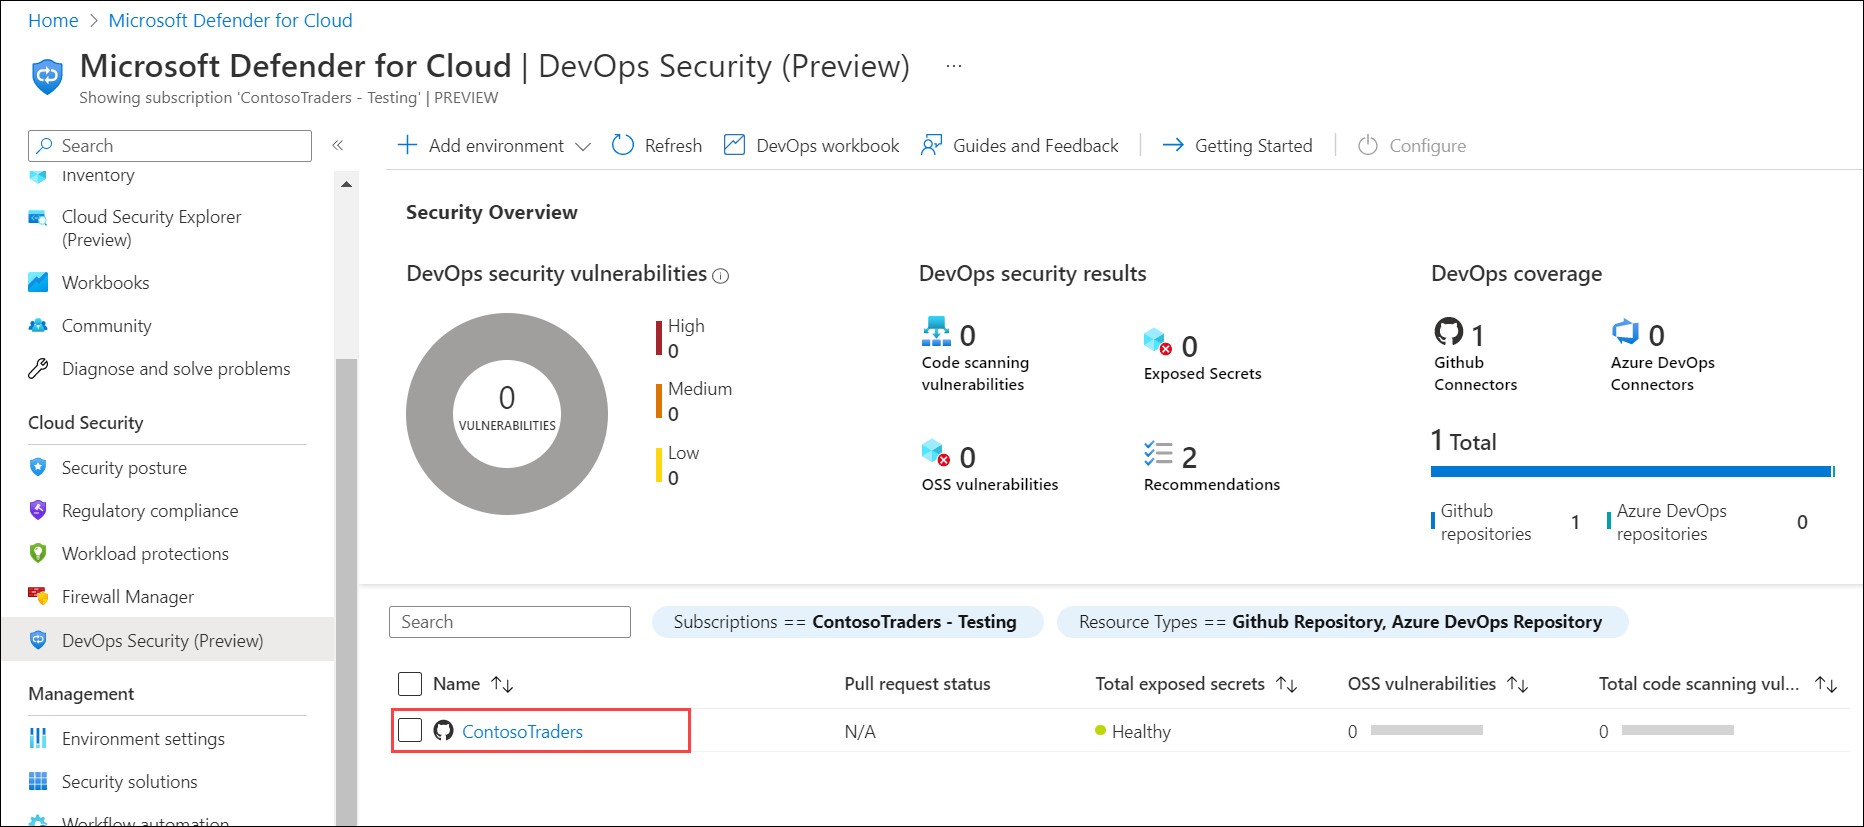 Home > Microsoft Defender for Cloud
Microsoft Defender for Cloud | DevOps Security (Preview) ...
Showing subscription 'ContosoTraders - Testing' | PREVIEW
Search «
Inventory
Cloud Security Explorer
(Preview)
Workbooks
Community
Diagnose and solve problems
Cloud Security
Security posture
Regulatory compliance
Workload protections
Firewall Manager
DevOps Security (Preview)
Management
Environment settings
Security solutions
Workflow automation
Add environment Refresh DevOps workbook Guides and Feedback Getting Started Configure
Security Overview
DevOps security vulnerabilities
0
VULNERABILITIES
High
0
Medium
0
Low
0
DevOps security results
0
Code scanning
vulnerabilities
0
Exposed Secrets
0
OSS vulnerabilities
2
Recommendations
DevOps coverage
1
Github
Connectors
0
Azure DevOps
Connectors
1 Total
Github
repositories
1
Azure DevOps
repositories
0
Search
Subscriptions == ContosoTraders - Testing
Resource Types == Github Repository, Azure DevOps Repository
Name Pull request status Total exposed secrets OSS vulnerabilities Total code scanning vul...
ContosoTraders N/A Healthy 0 0